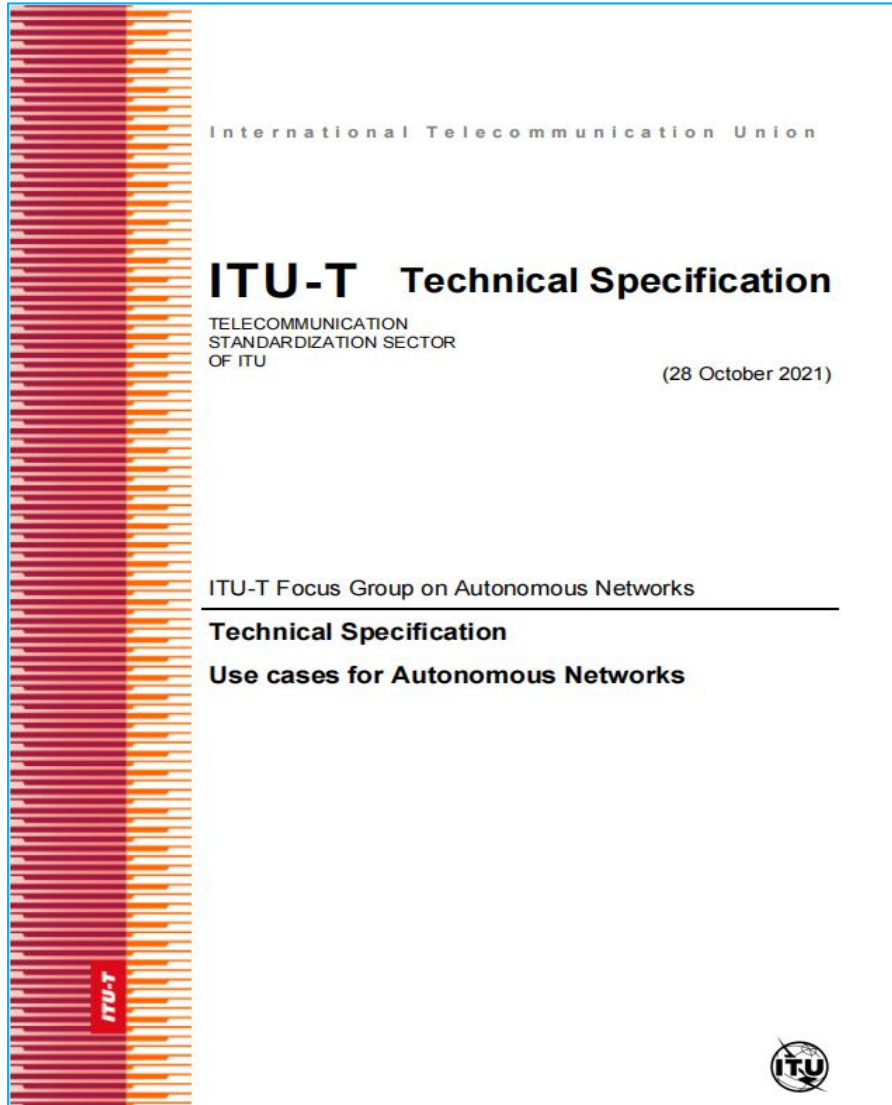 International Telecommunication Union
ITU-T Technical Specification
TELECOMMUNICATION
STANDARDIZATION SECTOR
OF ITU
(28 October 2021)
ITU-T Focus Group on Autonomous Networks
Technical Specification
Use cases for Autonomous Networks
ITU-T
ITU